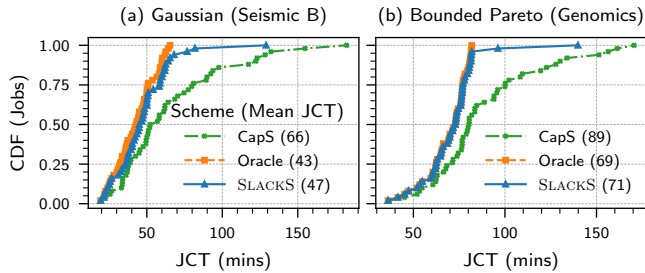 (a) Gaussian (Seismic B)
(b) Bounded Pareto (Genomics)
CDF (Jobs)
1.00
0.75
0.50
0.25
0.00
Scheme (Mean JCT)
CapS (66)
Oracle (43)
SLACKS (47)
50
100
150
JCT (mins)
CapS (89)
Oracle (69)
SLACKS (71)
50
100
150
JCT (mins)